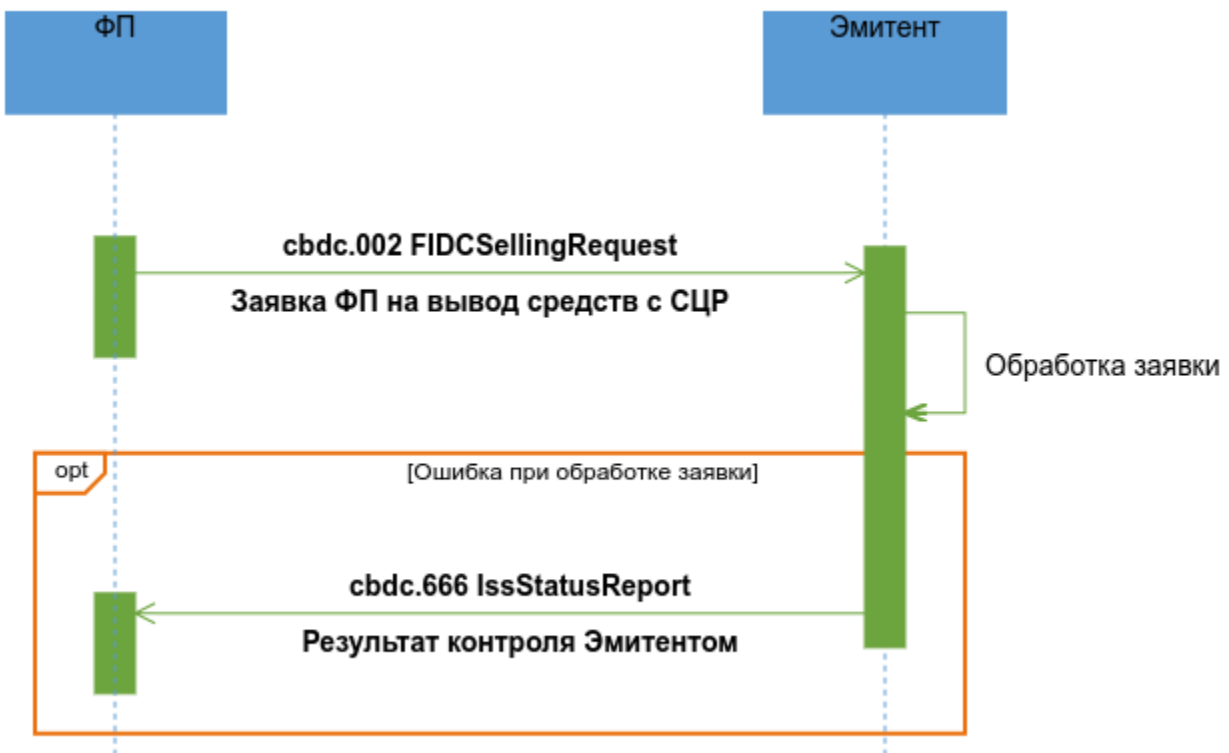 ФП
Эмитент
cbdc.002 FIDCSellingRequest
Заявка ФП на вывод средств с СЦР
Обработка заявки
opt
[Ошибка при обработке заявки]
cbdc.666 IssStatusReport
Результат контроля Эмитентом